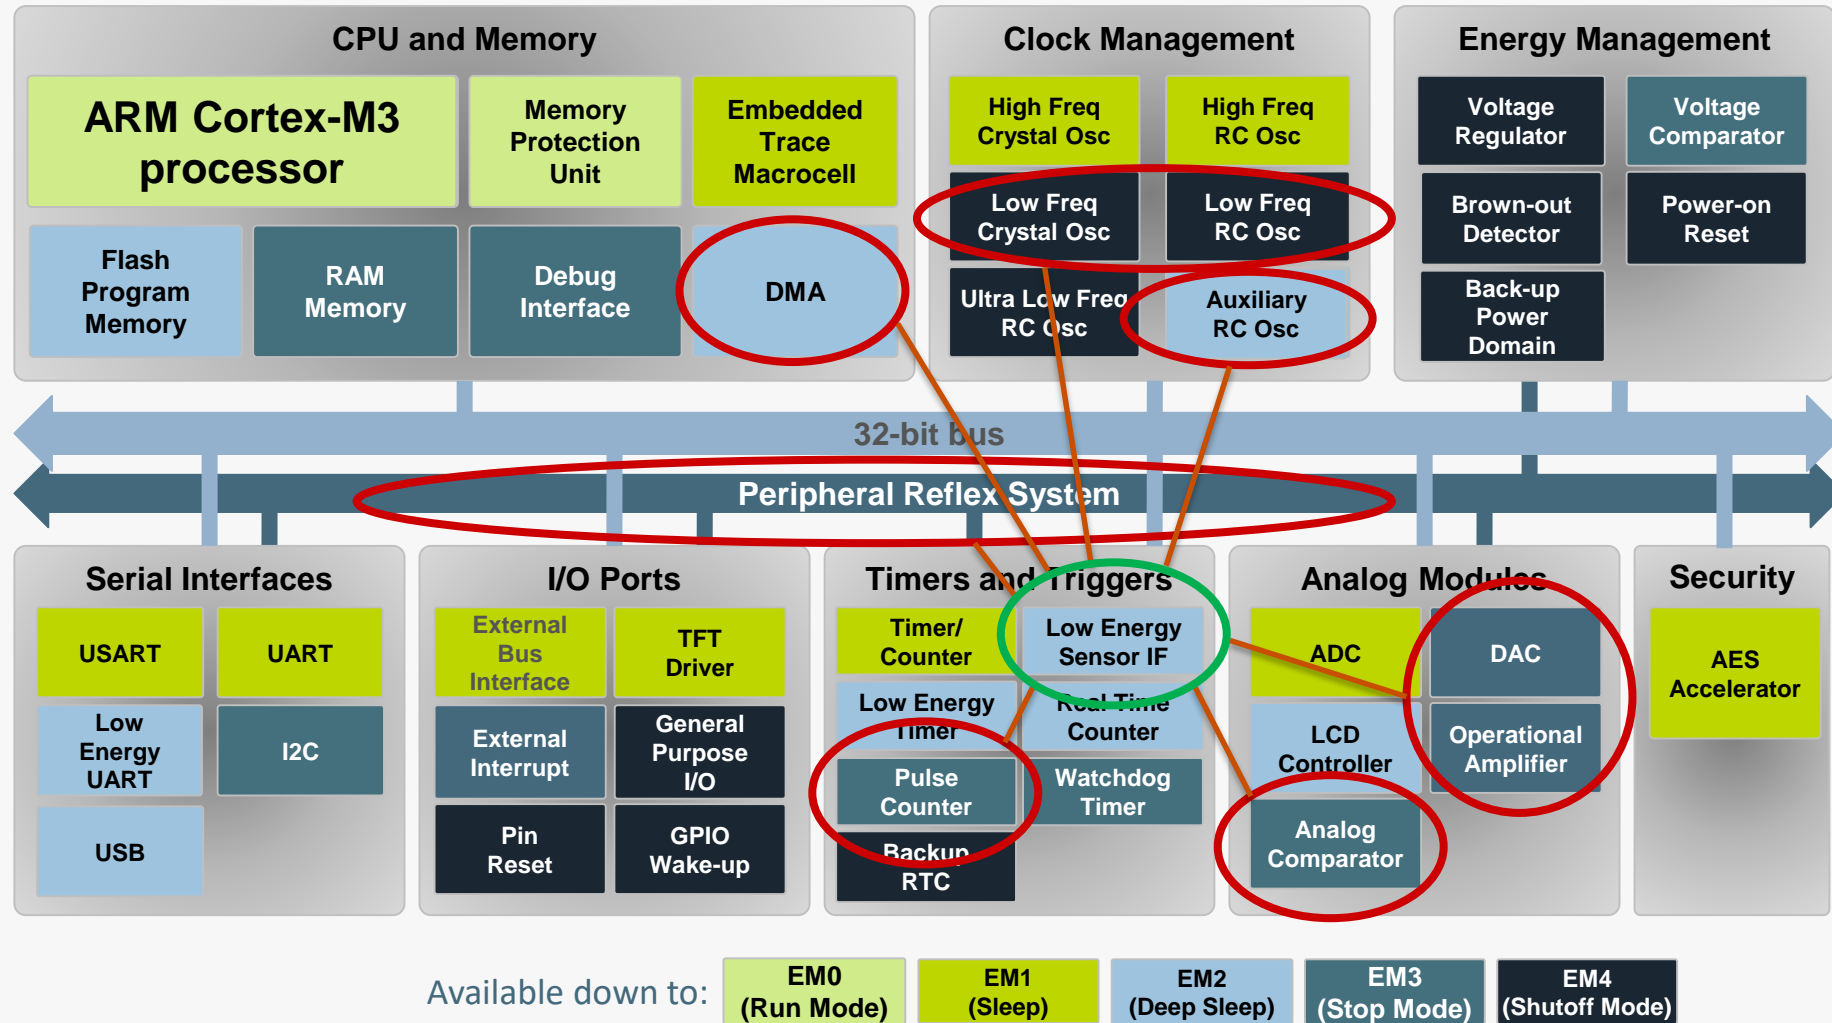 CPU and Memory
ARM Cortex-M3
processor
Memory
Protection
Unit
Embedded
Trace
Macrocell
Flash
Program
Memory
RAM
Memory
Debug
Interface
DMA
Clock Management
High Freq
Crystal Osc
High Freq
RC Osc
Low Freq
Crystal Osc
Low Freq
RC Osc
Ultra Low Freq
RC Osc
Auxiliary
RC Osc
Energy Management
Voltage
Regulator
Voltage
Comparator
Brown-out
Detector
Power-on
Reset
Back-up
Power
Domain
32-bit bus
Peripheral Reflex System
Serial Interfaces
USART
UART
Low
Energy
UART
I2C
USB
I/O Ports
External
Bus
Interface
TFT
Driver
External
Interrupt
General
Purpose
I/O
Pin
Reset
GPIO
Wake-up
Timers and Triggers
Timer/
Counter
Low Energy
Sensor IF
Low Energy
Timer
Real Time
Counter
Pulse
Counter
Watchdog
Timer
Backup
RTC
Analog Modules
ADC
DAC
LCD
Controller
Operational
Amplifier
Analog
Comparator
Security
AES
Accelerator
Available down to:
EM0
(Run Mode)
EM1
(Sleep)
EM2
(Deep Sleep)
EM3
(Stop Mode)
EM4
(Shutoff Mode)